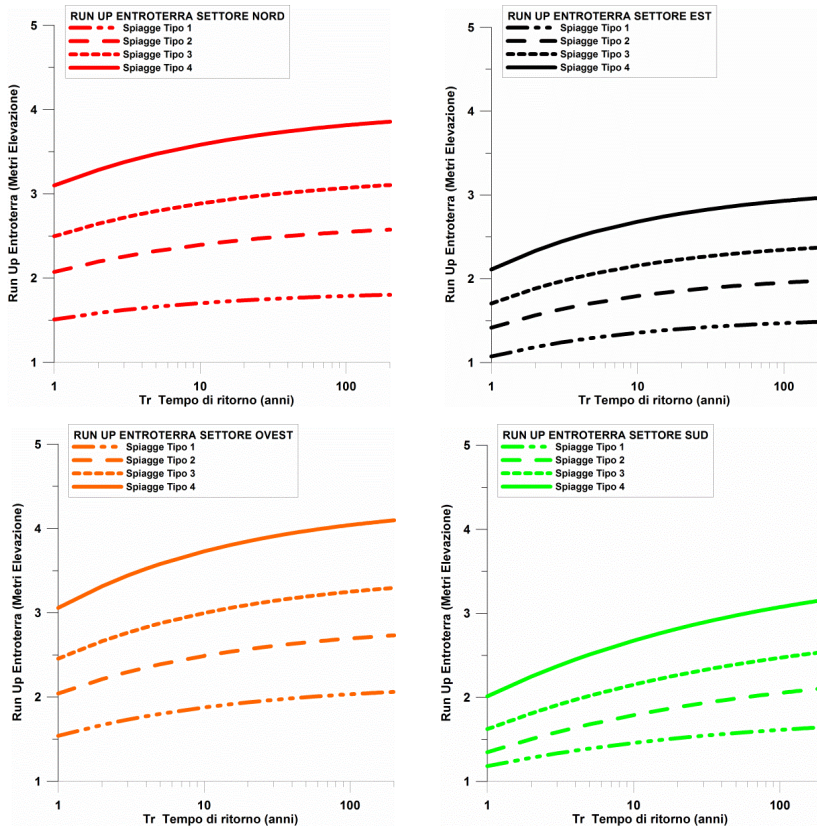 RUN UP ENTROTERRA SETTORE NORD
Spiagge Tipo 1
Spiagge Tipo 2
Spiagge Tipo 3
Spiagge Tipo 4
Run Up Entroterra (Metri Elevazione)
5
4
3
2
1
1 10 100
Tr Tempo di ritorno (anni)
RUN UP ENTROTERRA SETTORE EST
Spiagge Tipo 1
Spiagge Tipo 2
Spiagge Tipo 3
Spiagge Tipo 4
Run Up Entroterra (Metri Elevazione)
5
4
3
2
1
1 10 100
Tr Tempo di ritorno (anni)
RUN UP ENTROTERRA SETTORE OVEST
Spiagge Tipo 1
Spiagge Tipo 2
Spiagge Tipo 3
Spiagge Tipo 4
Run Up Entroterra (Metri Elevazione)
5
4
3
2
1
1 10 100
Tr Tempo di ritorno (anni)
RUN UP ENTROTERRA SETTORE SUD
Spiagge Tipo 1
Spiagge Tipo 2
Spiagge Tipo 3
Spiagge Tipo 4
Run Up Entroterra (Metri Elevazione)
5
4
3
2
1
1 10 100
Tr Tempo di ritorno (anni)